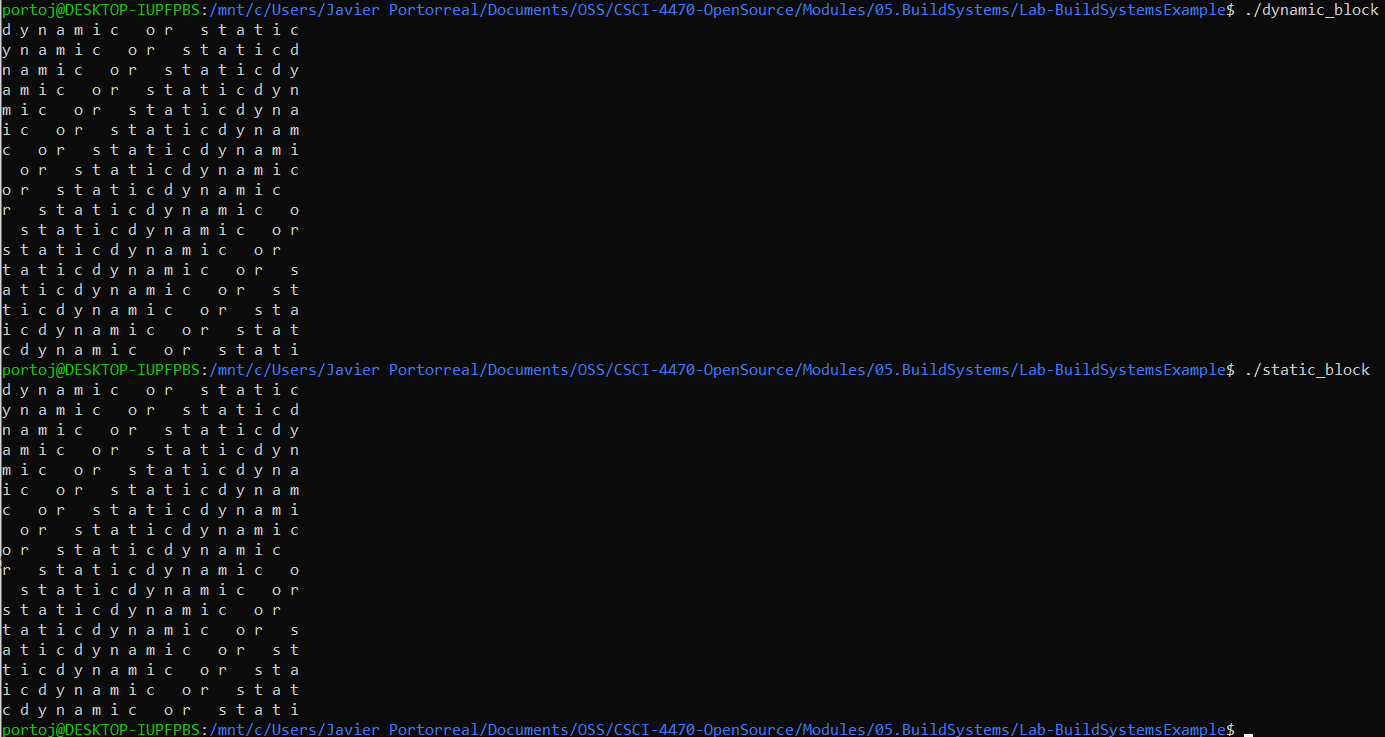 portoj@DESKTOP-IUPFPBS:/mnt/c/Users/Javier Portorreal/Documents/OSS/CSCI-4470-OpenSource/Modules/05.BuildSystems/Lab-BuildSystemsExample$ ./dynamic_block
d y n a m i c   o r   s t a t i c
y n a m i c   o r   s t a t i c d
n a m i c   o r   s t a t i c d y
a m i c   o r   s t a t i c d y n
m i c   o r   s t a t i c d y n a
i c   o r   s t a t i c d y n a m
c   o r   s t a t i c d y n a m i
  o r   s t a t i c d y n a m i c
o r   s t a t i c d y n a m i c
r   s t a t i c d y n a m i c   o
  s t a t i c d y n a m i c   o r
s t a t i c d y n a m i c   o r
t a t i c d y n a m i c   o r   s
a t i c d y n a m i c   o r   s t
t i c d y n a m i c   o r   s t a
i c d y n a m i c   o r   s t a t
c d y n a m i c   o r   s t a t i
portoj@DESKTOP-IUPFPBS:/mnt/c/Users/Javier Portorreal/Documents/OSS/CSCI-4470-OpenSource/Modules/05.BuildSystems/Lab-BuildSystemsExample$ ./static_block
d y n a m i c   o r   s t a t i c
y n a m i c   o r   s t a t i c d
n a m i c   o r   s t a t i c d y
a m i c   o r   s t a t i c d y n
m i c   o r   s t a t i c d y n a
i c   o r   s t a t i c d y n a m
c   o r   s t a t i c d y n a m i
  o r   s t a t i c d y n a m i c
o r   s t a t i c d y n a m i c
r   s t a t i c d y n a m i c   o
  s t a t i c d y n a m i c   o r
s t a t i c d y n a m i c   o r
t a t i c d y n a m i c   o r   s
a t i c d y n a m i c   o r   s t
t i c d y n a m i c   o r   s t a
i c d y n a m i c   o r   s t a t
c d y n a m i c   o r   s t a t i
portoj@DESKTOP-IUPFPBS:/mnt/c/Users/Javier Portorreal/Documents/OSS/CSCI-4470-OpenSource/Modules/05.BuildSystems/Lab-BuildSystemsExample$